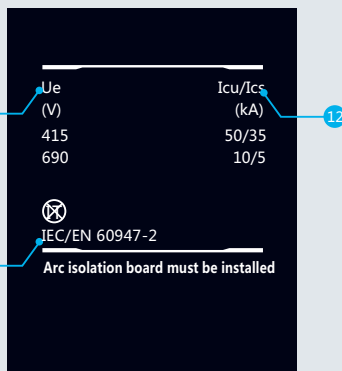 Ue Icu/Ics
(V) (kA)
12
415 50/35
690 10/5
IT
IEC/EN 60947-2
Arc isolation board must be installed